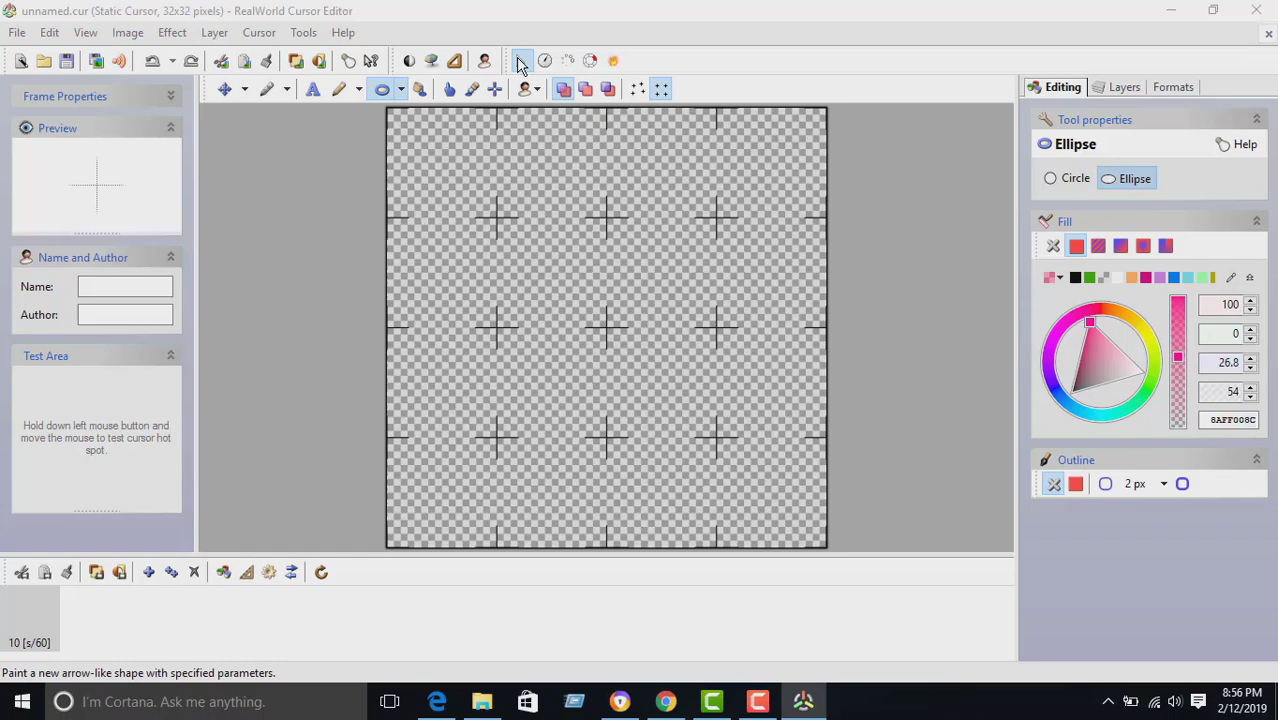 unnamed.cur (Static Cursor, 32x32 pixels) - RealWorld Cursor Editor
File Edit View Image Effect Layer Cursor Tools Help
Frame Properties
Preview
Name and Author
Name:
Author:
Test Area
Hold down left mouse button and
move the mouse to test cursor hot
spot.
Editing Layers Formats
Tool properties
Ellipse Help
Circle Ellipse
Fill
100
0
26.8
54
8AFF008C
Outline
2 px
10 [s/60]
Paint a new arrow-like shape with specified parameters.
I'm Cortana. Ask me anything.
8:56 PM
2/12/2019